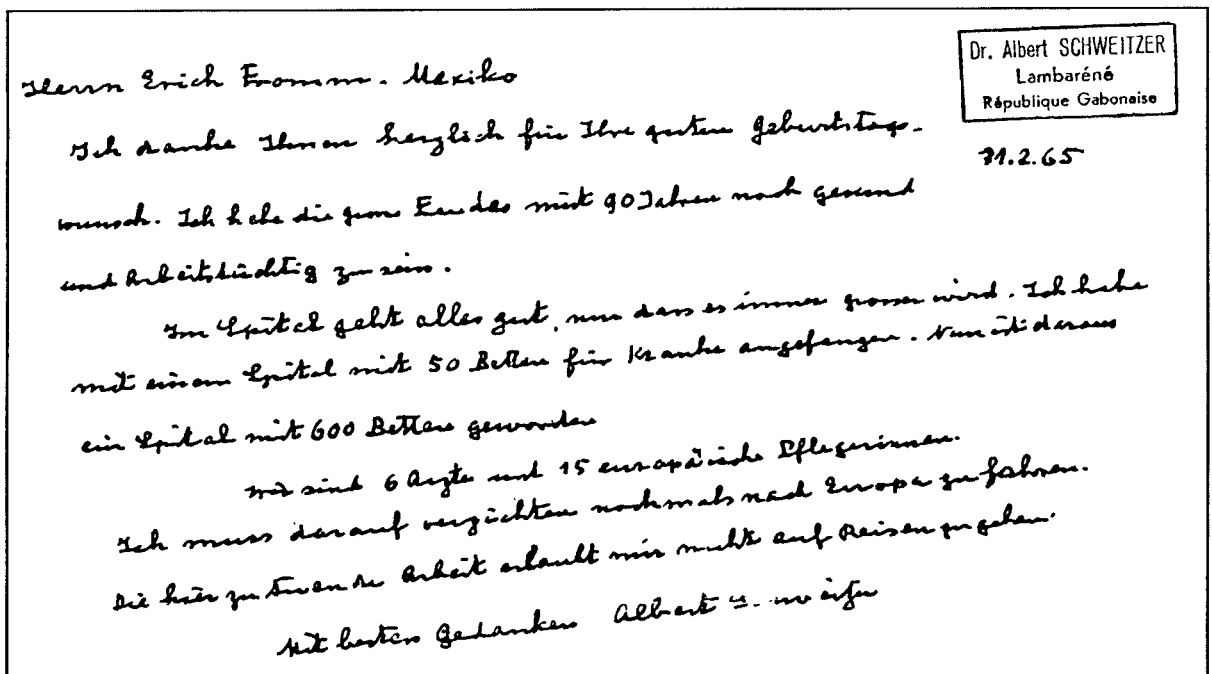 Dr. Albert SCHWEITZER
Lambaréné
République Gabonaise
Herrn Erich Fromm. Mexiko
21.2.65
Ich danke Ihnen herzlich für Ihre guten Geburtstags-
wunsch. Ich habe die grosse Freude mit 90 Jahren noch gesund
und Arbeitstüchtig zu sein.
Im Spital geht alles gut, nur dass es immer grosser wird. Ich habe
mit einem Spital mit 50 Betten für Kranke angefangen. Nun ist daraus
ein Spital mit 600 Betten geworden
Wir sind 6 Ärzte und 15 europäische Pflegerinnen.
Ich muss darauf verzichten nochmals nach Europa zu fahren.
Die hier zu tuende Arbeit erlaubt mir nicht auf Reisen zu gehen.
Mit besten Gedanken Albert Schweitzer